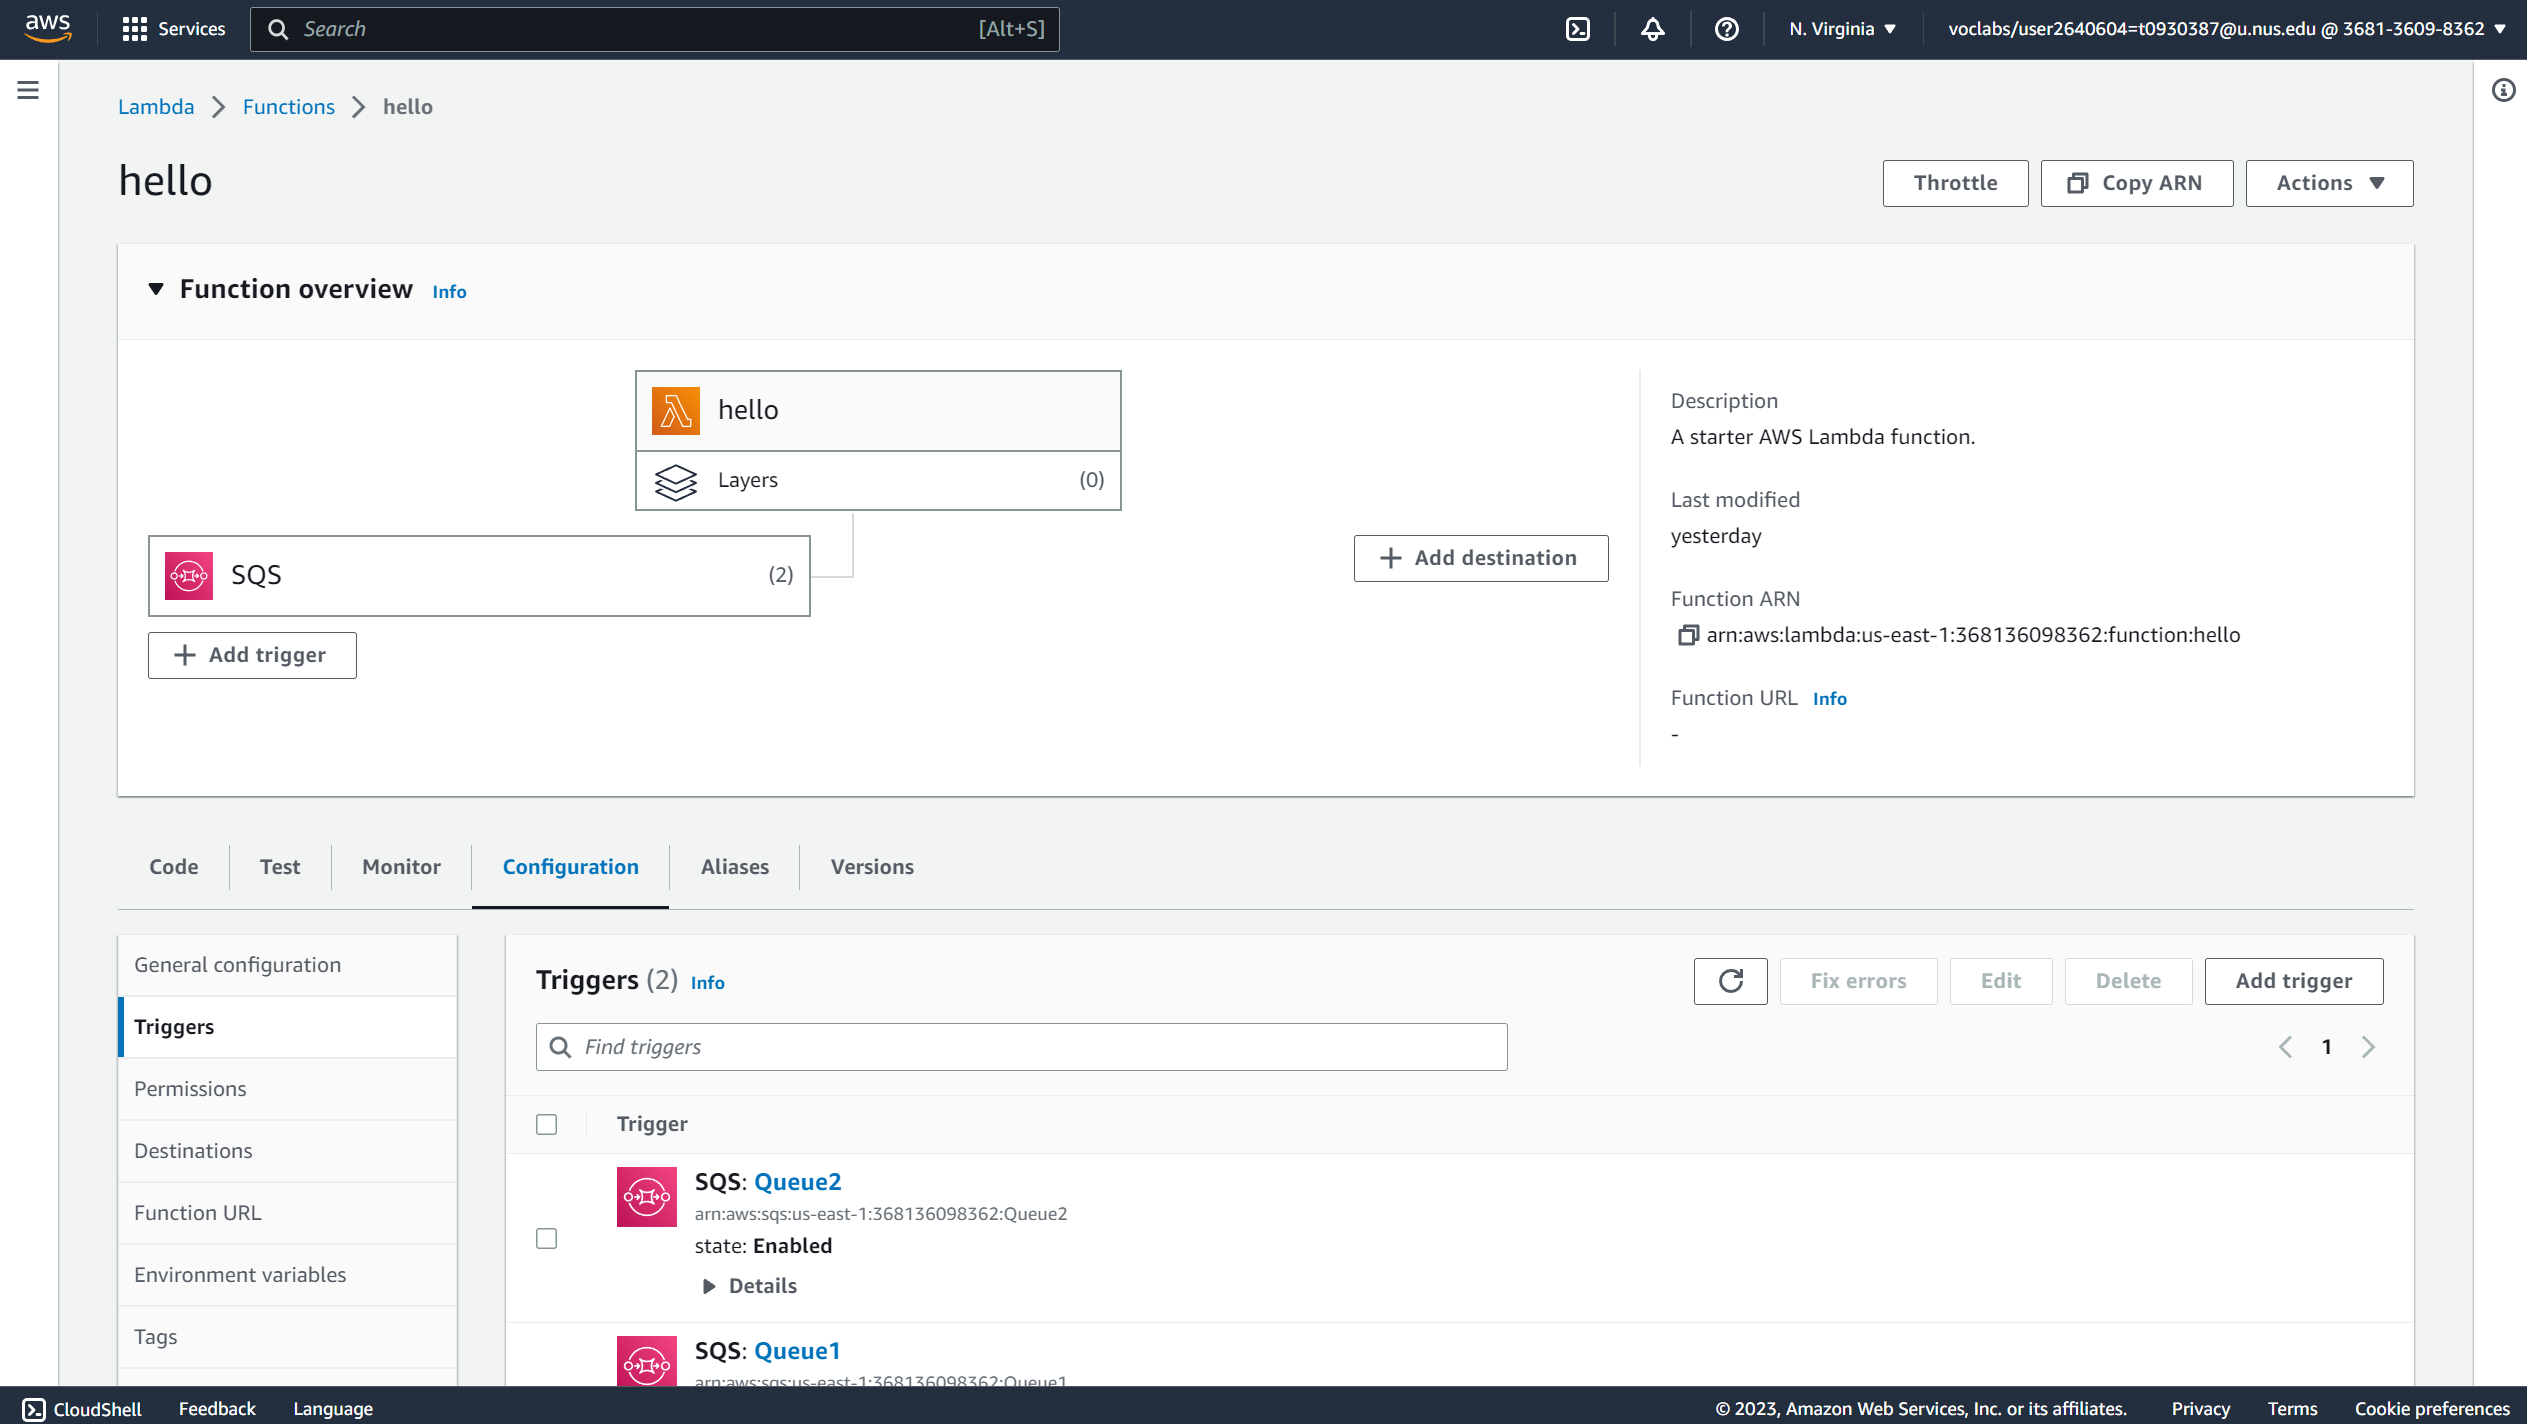 aws
Services
Search [Alt+S]
N. Virginia
voclabs/user2640604=t0930387@u.nus.edu @ 3681-3609-8362
Lambda
Functions
hello
hello
Throttle
Copy ARN
Actions
Function overview Info
hello
Layers (0)
SQS (2)
Add trigger
Add destination
Description
A starter AWS Lambda function.
Last modified
yesterday
Function ARN
arn:aws:lambda:us-east-1:368136098362:function:hello
Function URL Info
-
Code
Test
Monitor
Configuration
Aliases
Versions
General configuration
Triggers
Permissions
Destinations
Function URL
Environment variables
Tags
Triggers (2) Info
Fix errors
Edit
Delete
Add trigger
Find triggers
1
Trigger
SQS: Queue2
arn:aws:sqs:us-east-1:368136098362:Queue2
state: Enabled
Details
SQS: Queue1
arn:aws:sqs:us-east-1:368136098362:Queue1
CloudShell
Feedback
Language
© 2023, Amazon Web Services, Inc. or its affiliates.
Privacy
Terms
Cookie preferences